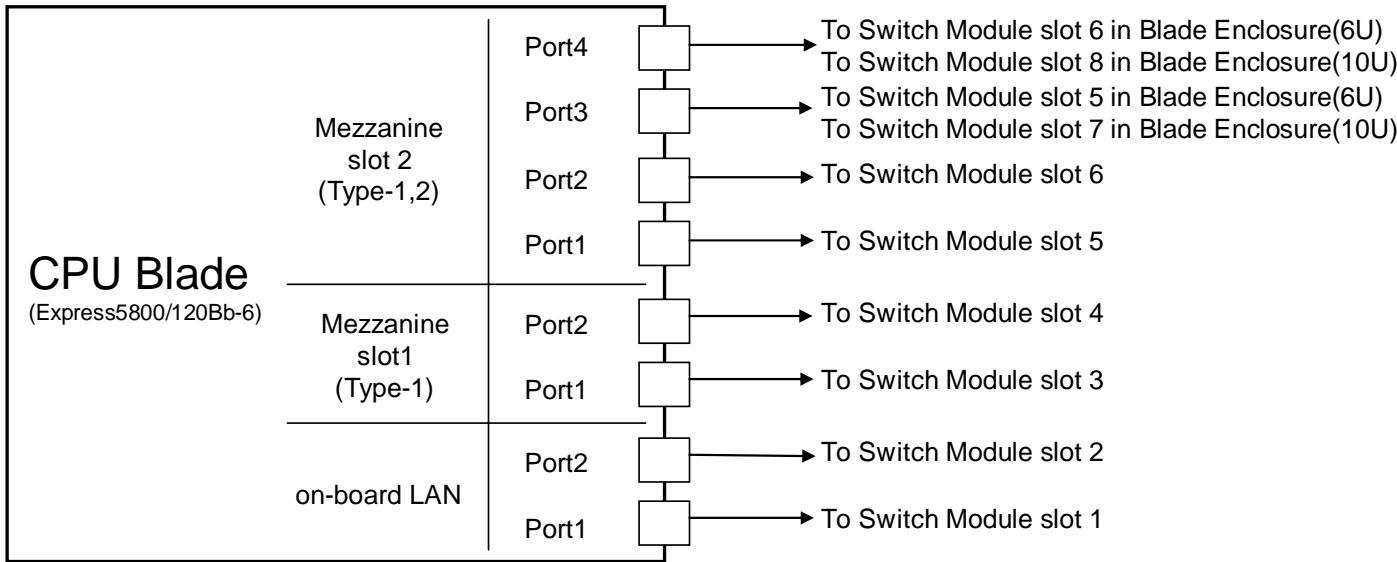 CPU Blade
(Express5800/120Bb-6)
Mezzanine
slot 2
(Type-1,2)
Port4
To Switch Module slot 6 in Blade Enclosure(6U)
To Switch Module slot 8 in Blade Enclosure(10U)
Port3
To Switch Module slot 5 in Blade Enclosure(6U)
To Switch Module slot 7 in Blade Enclosure(10U)
Port2
To Switch Module slot 6
Port1
To Switch Module slot 5
Mezzanine
slot1
(Type-1)
Port2
To Switch Module slot 4
Port1
To Switch Module slot 3
on-board LAN
Port2
To Switch Module slot 2
Port1
To Switch Module slot 1